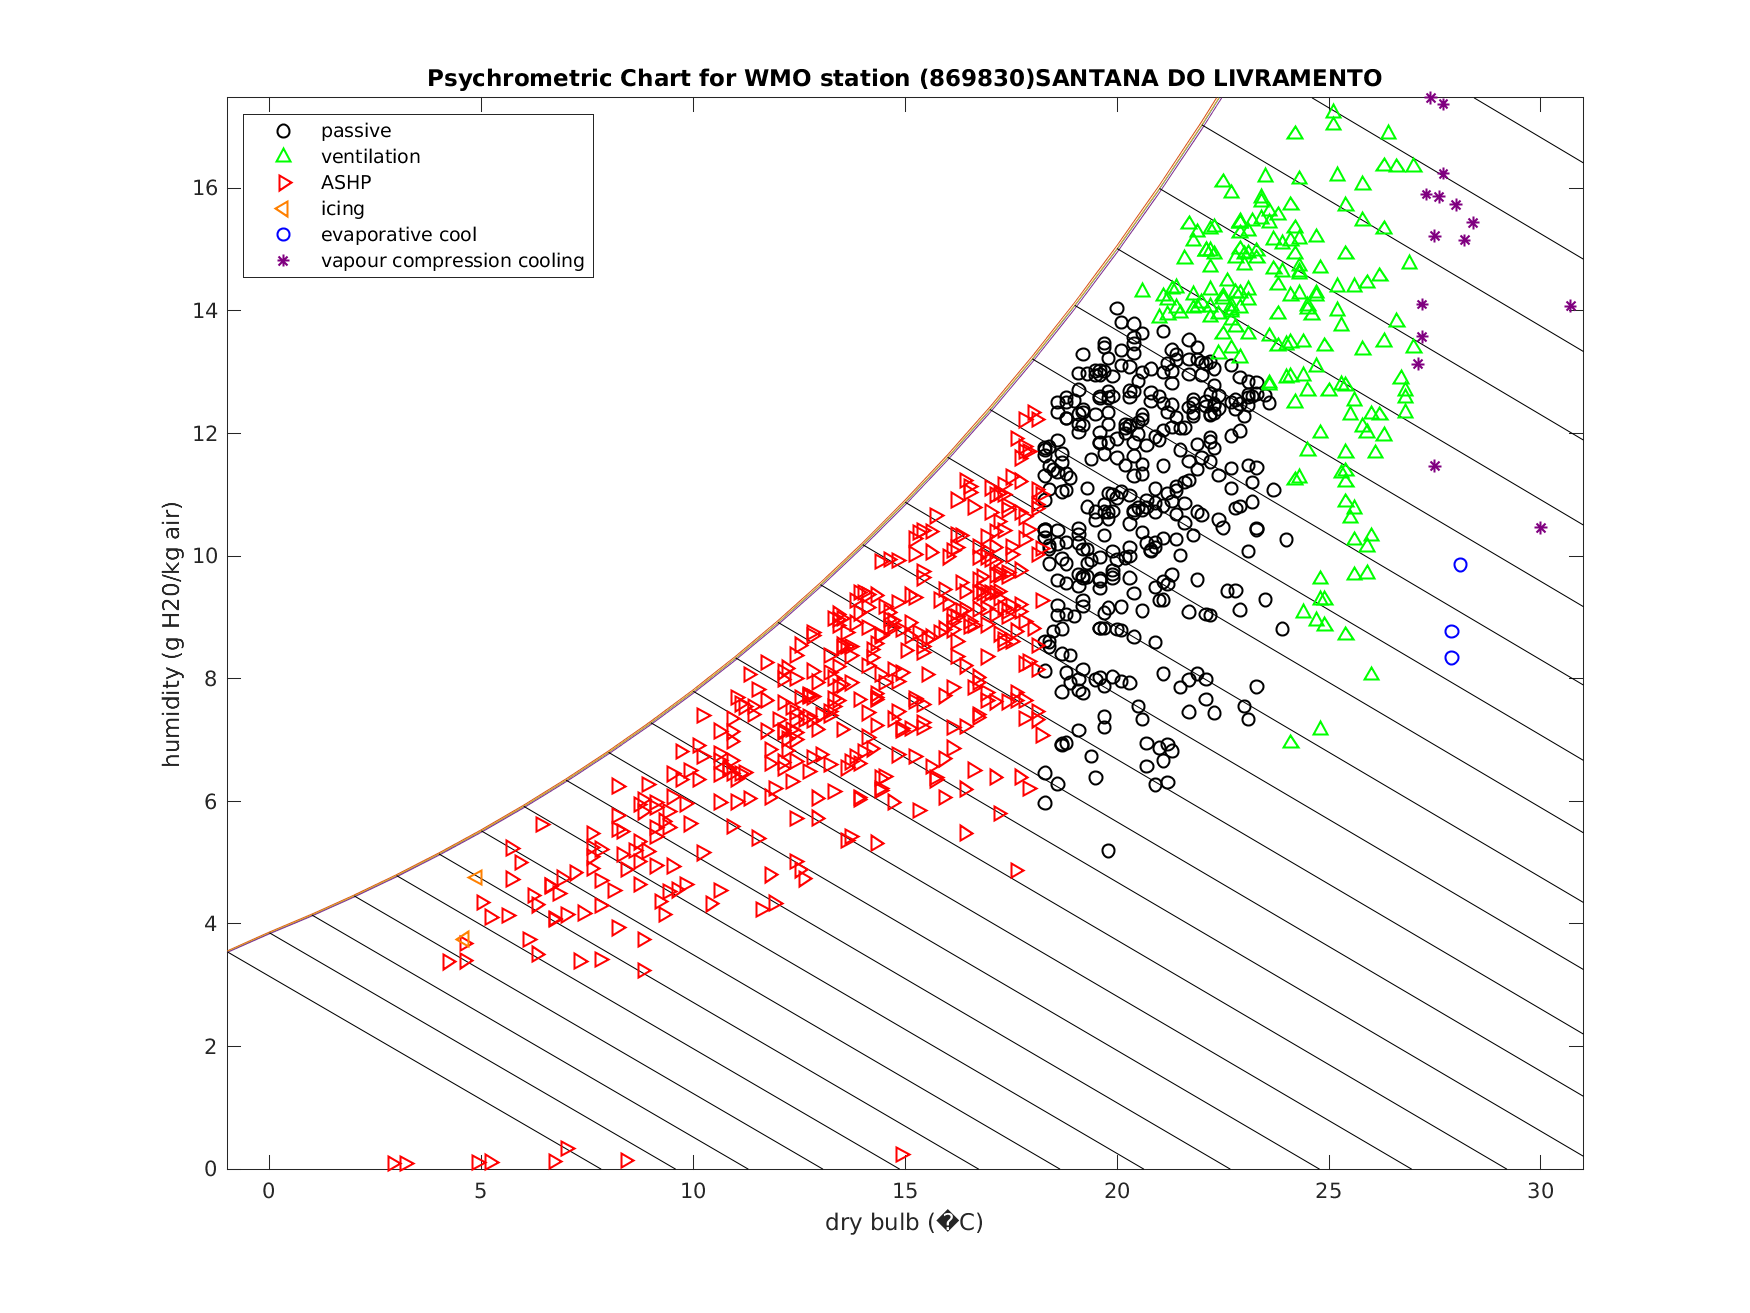 Psychrometric Chart for WMO station (869830)SANTANA DO LIVRAMENTO
passive
ventilation
ASHP
icing
evaporative cool
vapour compression cooling
humidity (g H20/kg air)
16
14
12
10
8
6
4
2
0
0 5 10 15 20 25 30
dry bulb (�C)